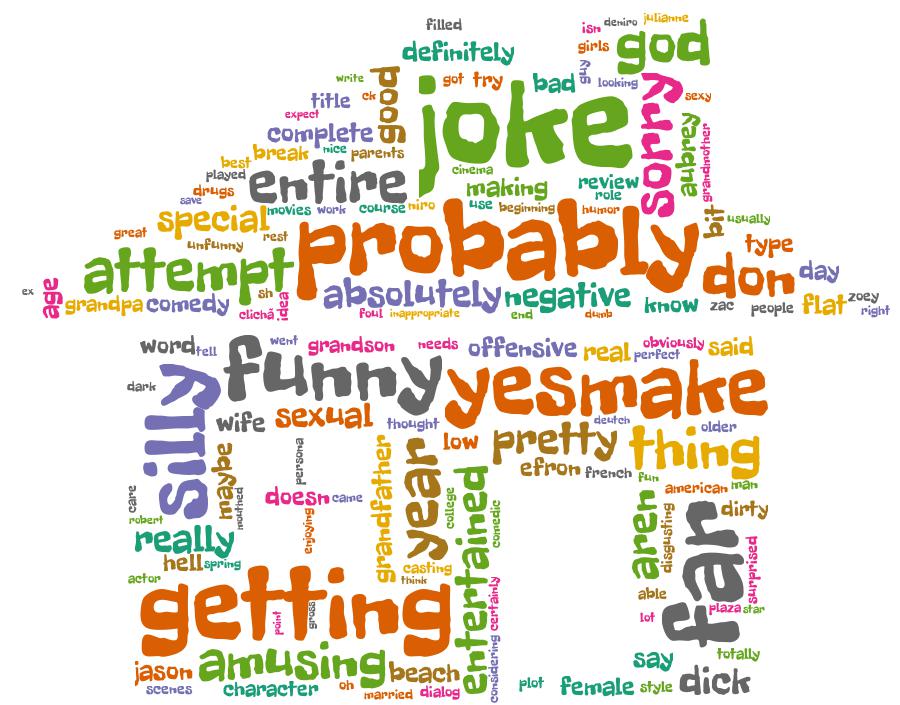 filled
isn deniro julianne
definitely
girls guy god
write got try bad looking
title ck good joke sorry sexy
expect
complete nice
best break parents
played entire cinema
drugs making review aubrey grandmother
save role
special movies work course niro use beginning humor
great rest probably bit usually
unfunny type
attempt don day
ex age grandpa comedy sh idea absolutely negative know zac people flat zoey
clichã foul inappropriate end dumb right
word tell went grandson needs offensive real obviously said
perfect
dark funny yes make
silly wife sexual thought deutch older
low pretty thing
maybe persona grandfather year efron french fun
care doesn came entertained american man
robert mouthed college comedic aren disgusting far dirty
really enjoying
hell spring casting surprised
actor think able
getting point gross certainly lot plaza star
jason amusing beach considering say totally
scenes character oh married dialog plot female style dick